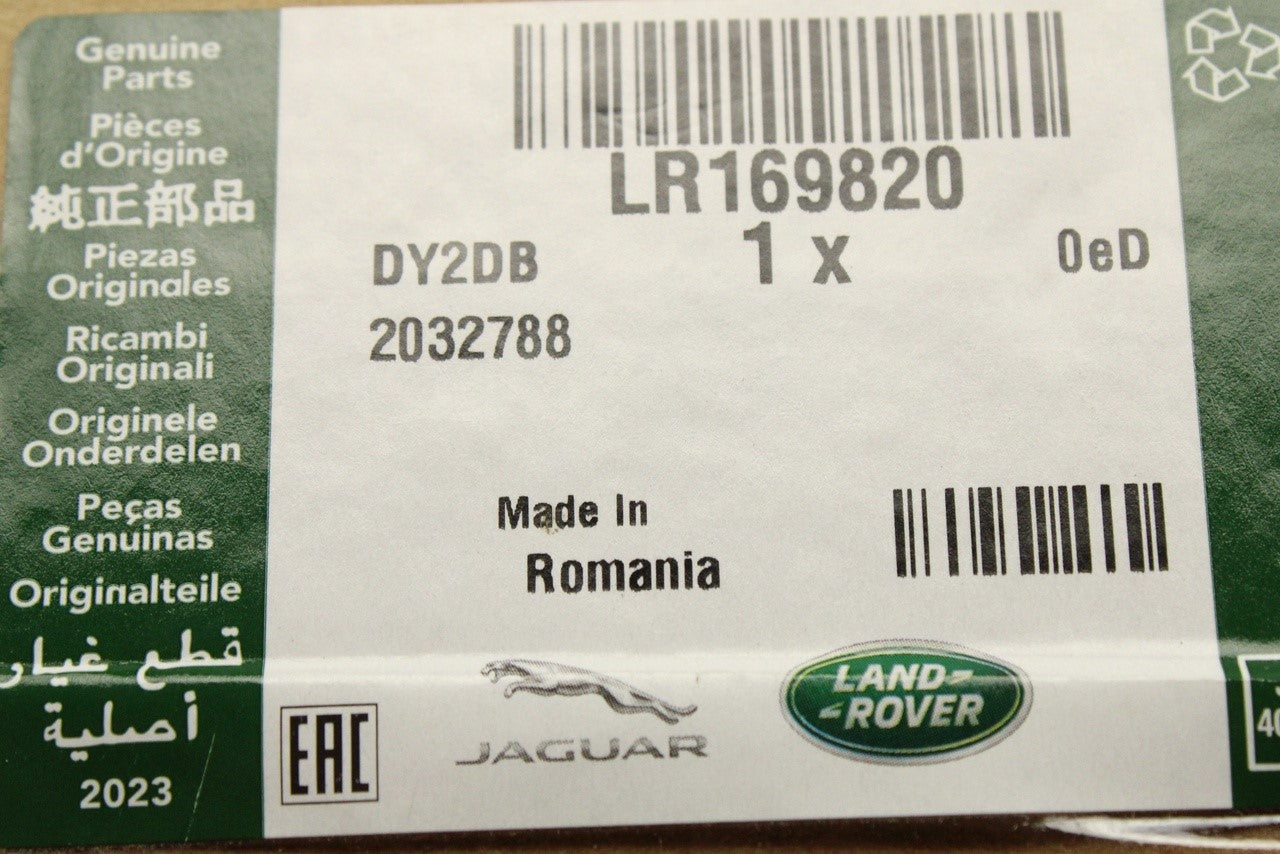 Genuine
Parts
Pièces
d'Origine
純正部品
Piezas
Originales
Ricambi
Originali
Originele
Onderdelen
Peças
Genuinas
Originalteile
قطع غيار
أصلية
2023
LR169820
DY2DB
1 x
0eD
2032788
Made In
Romania
EAC
JAGUAR
LAND
ROVER